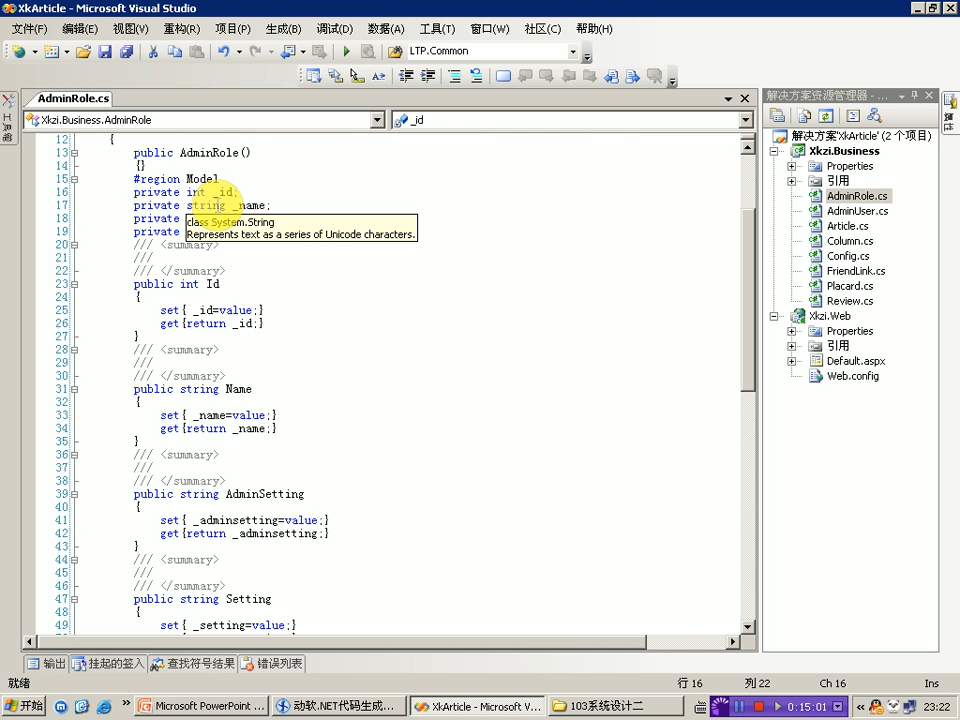 XkArticle - Microsoft Visual Studio
文件(F) 编辑(E) 视图(V) 重构(R) 项目(P) 生成(B) 调试(D) 数据(A) 工具(T) 窗口(W) 社区(C) 帮助(H)
LTP.Common
AdminRole.cs
解决方案资源管理器 - ...
工具箱
属性
Xkzi.Business.AdminRole
_id
12 {
13 public AdminRole()
14 {}
15 #region Model
16 private int _id;
17 private string _name;
18 private
19 private
class System.String
Represents text as a series of Unicode characters.
20 /// <summary>
21 ///
22 /// </summary>
23 public int Id
24 {
25 set{ _id=value;}
26 get{return _id;}
27 }
28 /// <summary>
29 ///
30 /// </summary>
31 public string Name
32 {
33 set{ _name=value;}
34 get{return _name;}
35 }
36 /// <summary>
37 ///
38 /// </summary>
39 public string AdminSetting
40 {
41 set{ _adminsetting=value;}
42 get{return _adminsetting;}
43 }
44 /// <summary>
45 ///
46 /// </summary>
47 public string Setting
48 {
49 set{ _setting=value;}
解决方案'XkArticle' (2 个项目)
Xkzi.Business
Properties
引用
AdminRole.cs
AdminUser.cs
Article.cs
Column.cs
Config.cs
FriendLink.cs
Placard.cs
Review.cs
Xkzi.Web
Properties
引用
Default.aspx
Web.config
输出 挂起的签入 查找符号结果 错误列表
就绪 行 16 列 22 Ch 16 Ins
开始 » Microsoft PowerPoint ... 动软.NET代码生成... XkArticle - Microsoft V... 103系统设计二 0:15:01 « 23:22